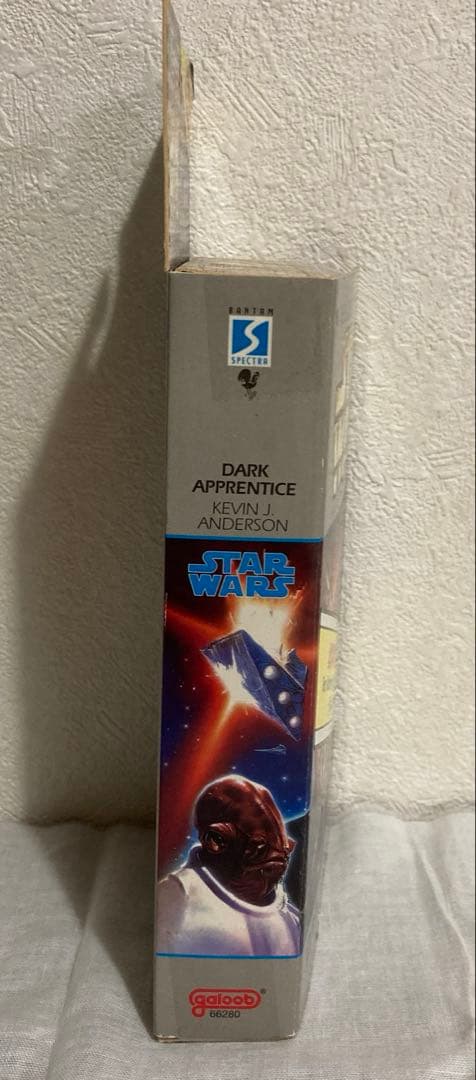 BANTAM
SPECTRA
DARK
APPRENTICE
KEVIN J.
ANDERSON
STAR
WARS
galoob®
66280